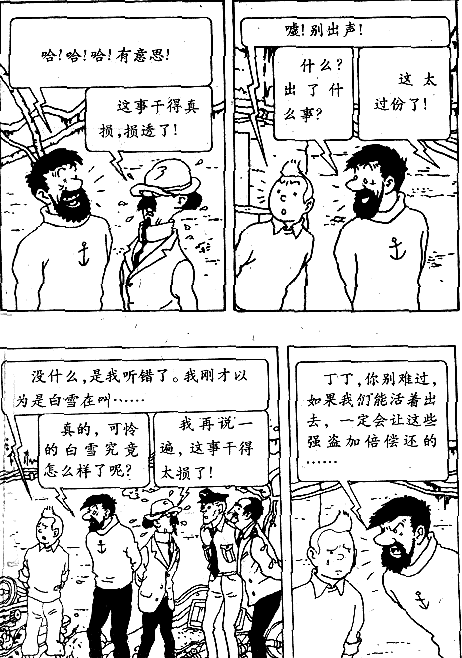 哈!哈!哈!有意思!
这事干得真
损,损透了!
嘘!别出声!
什么?
出了什
么事?
这太
过份了!
没什么,是我听错了。我刚才以
为是白雪在叫……
真的,可怜
的白雪究竟
怎么样了呢?
我再说一
遍,这事干得
太损了!
丁丁,你别难过,
如果我们能活着出
去,一定会让这些
强盗加倍偿还的
……